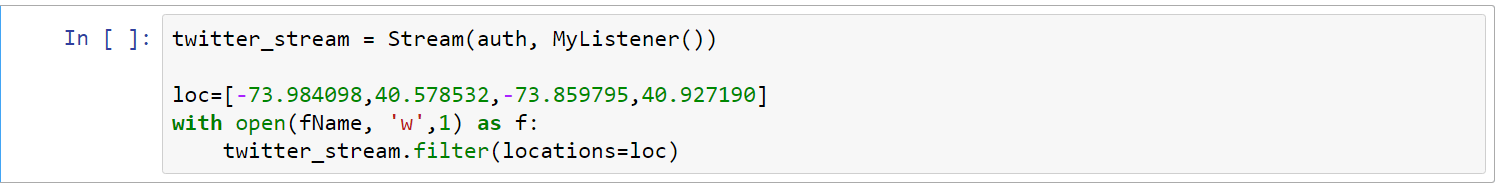 In [ ]: twitter_stream = Stream(auth, MyListener())
loc=[-73.984098,40.578532,-73.859795,40.927190]
with open(fName, 'w',1) as f:
    twitter_stream.filter(locations=loc)